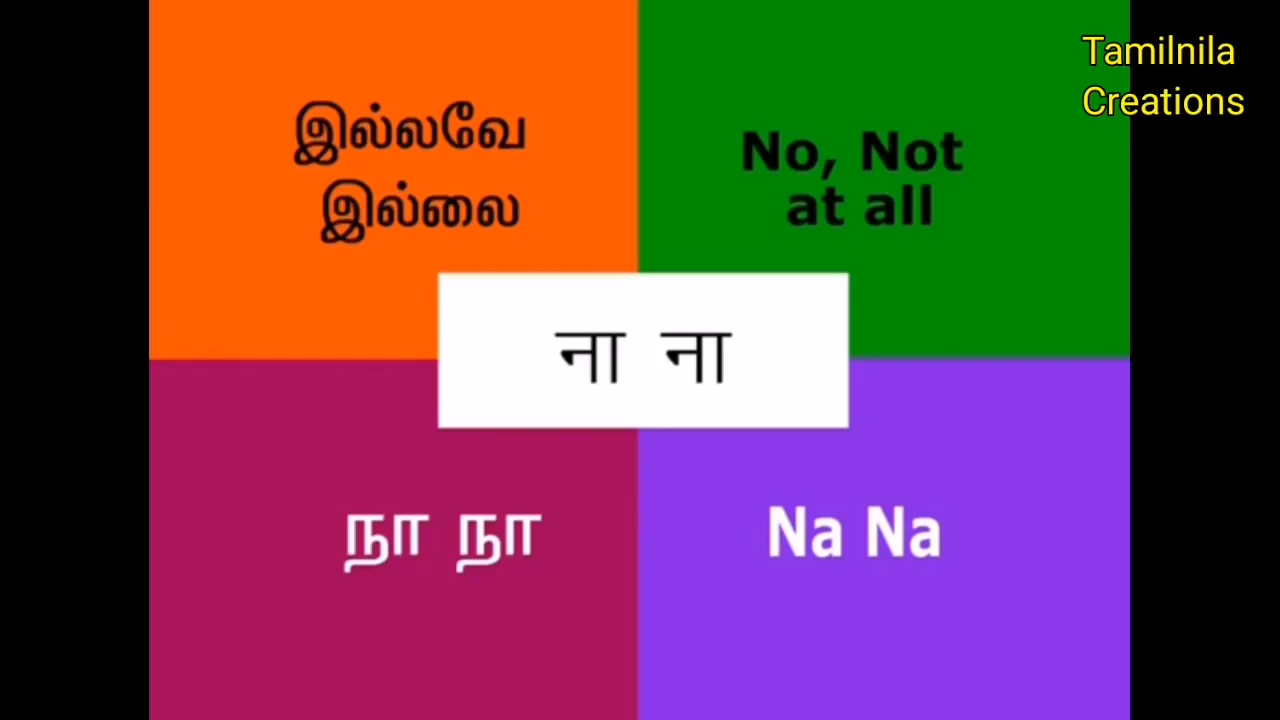 Tamilnila
Creations
இல்லவே
இல்லை
No, Not
at all
ना ना
நா நா
Na Na